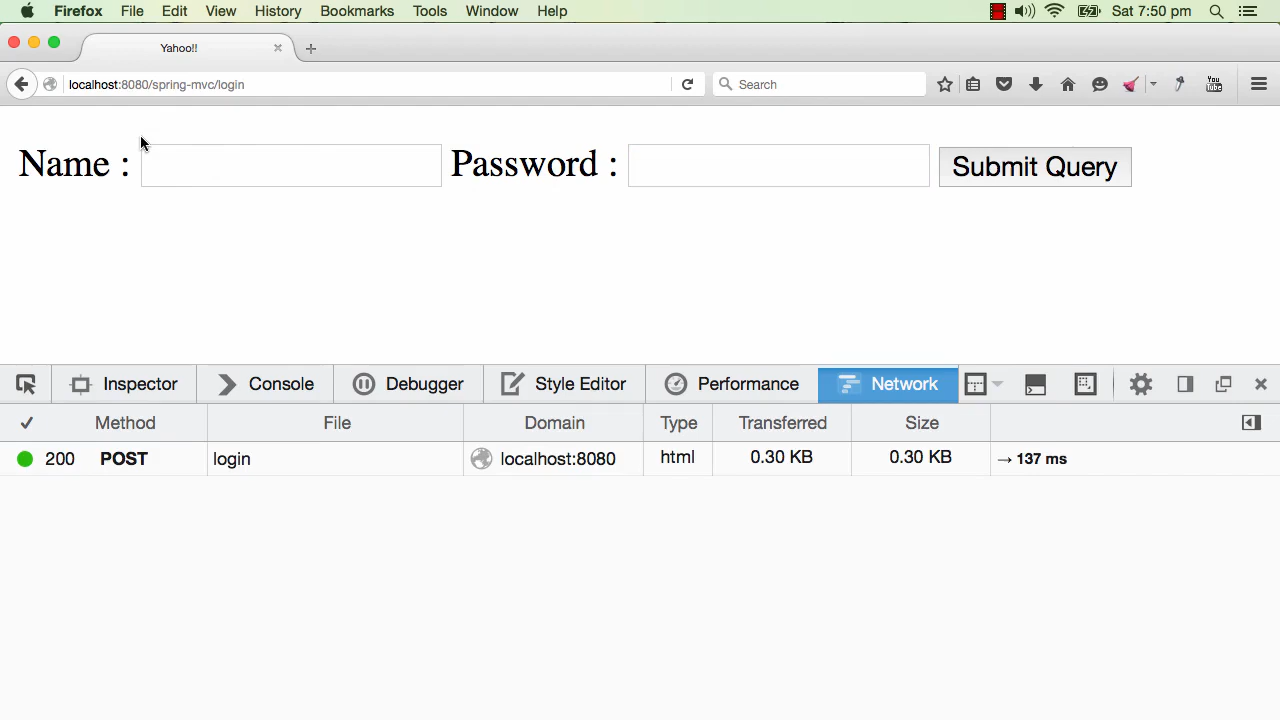 Firefox File Edit View History Bookmarks Tools Window Help Sat 7:50 pm
Yahoo!!
localhost:8080/spring-mvc/login Search You Tube
Name : Password : Submit Query
Inspector Console Debugger Style Editor Performance Network
✓ Method File Domain Type Transferred Size
200 POST login localhost:8080 html 0.30 KB 0.30 KB → 137 ms